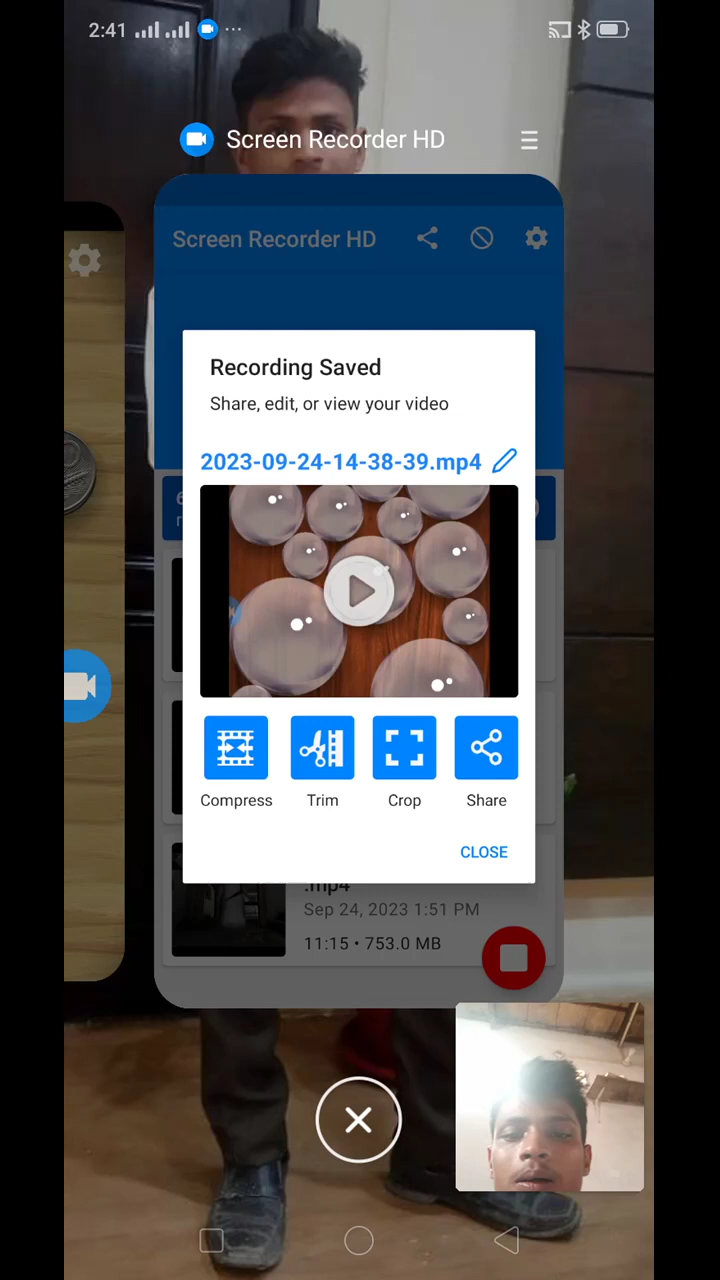 2:41
Screen Recorder HD
Screen Recorder HD
Recording Saved
Share, edit, or view your video
2023-09-24-14-38-39.mp4
Compress Trim Crop Share
CLOSE
.mp4
Sep 24, 2023 1:51 PM
11:15 • 753.0 MB